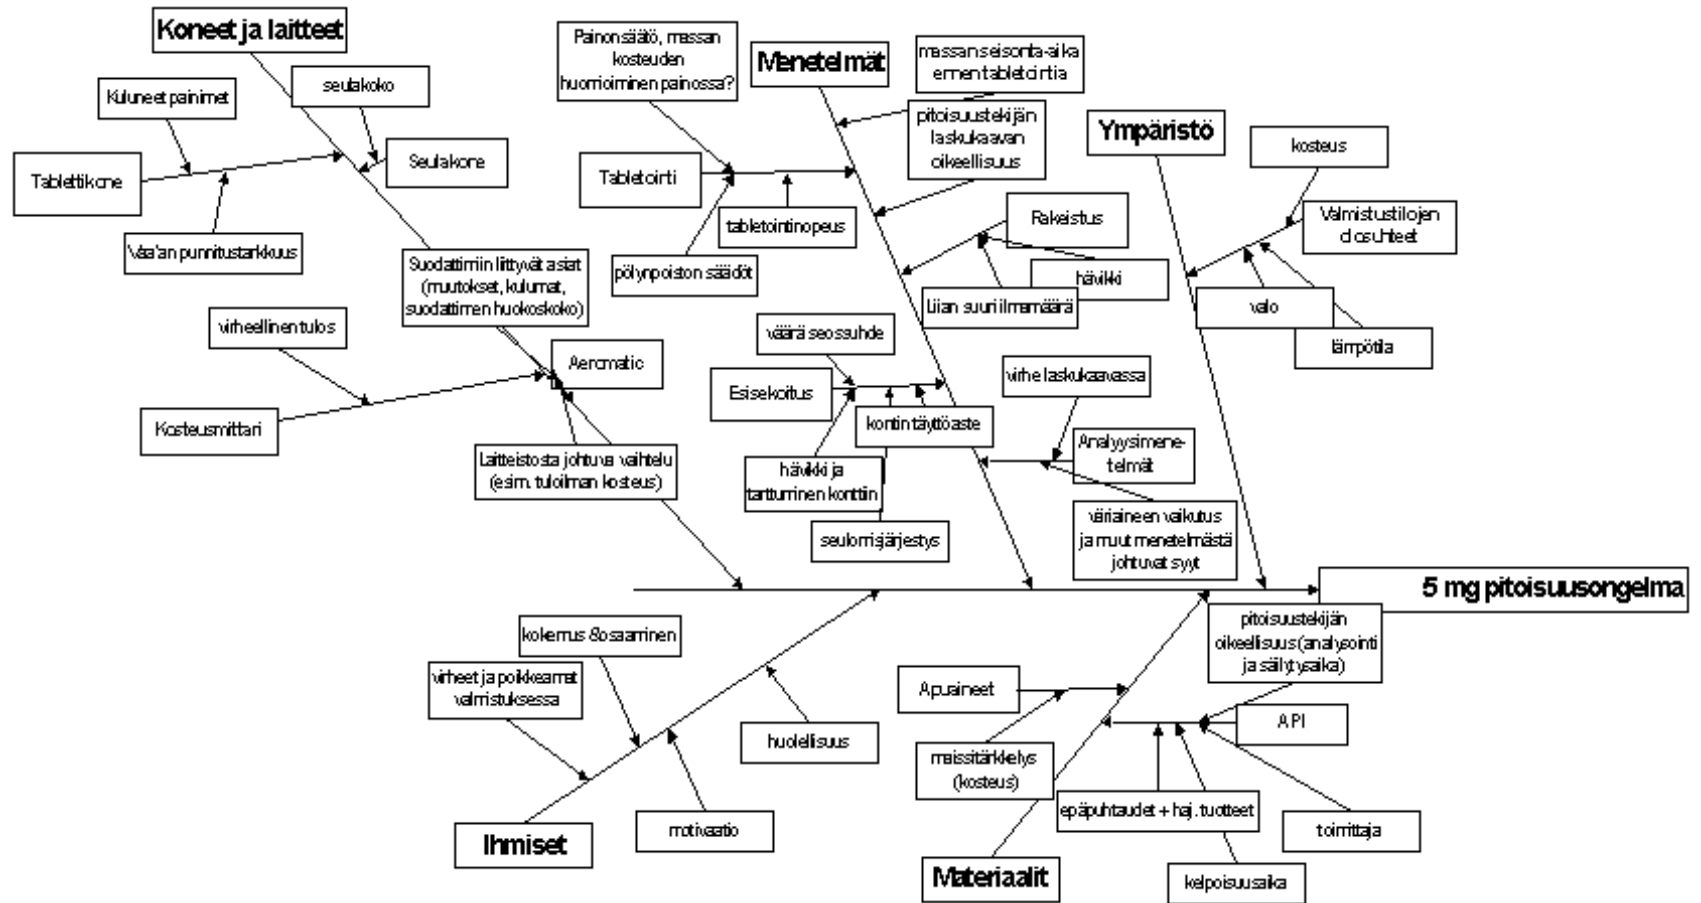 Koneet ja laitteet
Kuluneet painimet
seulakoko
Tablettikone
Seulakone
Vaa'an punnitustarkkuus
Suodattimiin liittyvät asiat
(muutokset, kulumat,
suodattimen huokoskoko)
virheellinen tulos
Aeromatic
Kosteusmittari
Laitteistosta johtuva vaihtelu
(esim. tuloilman kosteus)
Painonsäätö, massan
kosteuden
huomioiminen painossa?
Menetelmät
massan seisonta-aika
ennen tabletointia
pitoisuustekijän
laskukaavan
oikeellisuus
Tabletointi
tabletointinopeus
pölynpoiston säädöt
Rakeistus
hävikki
Liian suuri ilmamäärä
väärä seossuhde
Esisekoitus
kontin täyttöaste
hävikki ja
tarttuminen konttiin
seulomisjärjestys
virhe laskukaavassa
Analyysimene-
telmät
väriaineen vaikutus
ja muut menetelmästä
johtuvat syyt
Ympäristö
kosteus
Valmistustilojen
olosuhteet
valo
lämpötila
5 mg pitoisuusongelma
kokemus & osaaminen
virheet ja poikkeamat
valmistuksessa
huolellisuus
motivaatio
Ihmiset
pitoisuustekijän
oikeellisuus (analysointi
ja säilytysaika)
Apuaineet
API
maissitärkkelys
(kosteus)
epäpuhtaudet + haj. tuotteet
toimittaja
kelpoisuusaika
Materiaalit